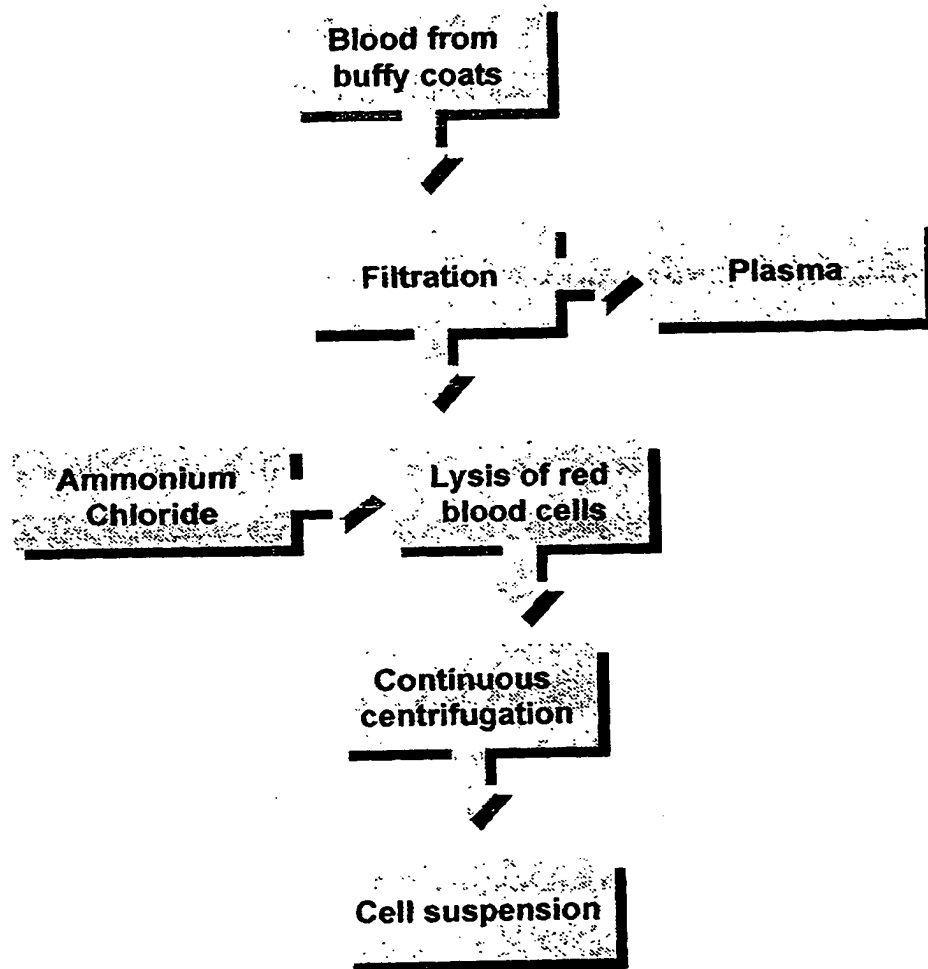 Blood from
buffy coats
Filtration
Plasma
Ammonium
Chloride
Lysis of red
blood cells
Continuous
centrifugation
Cell suspension